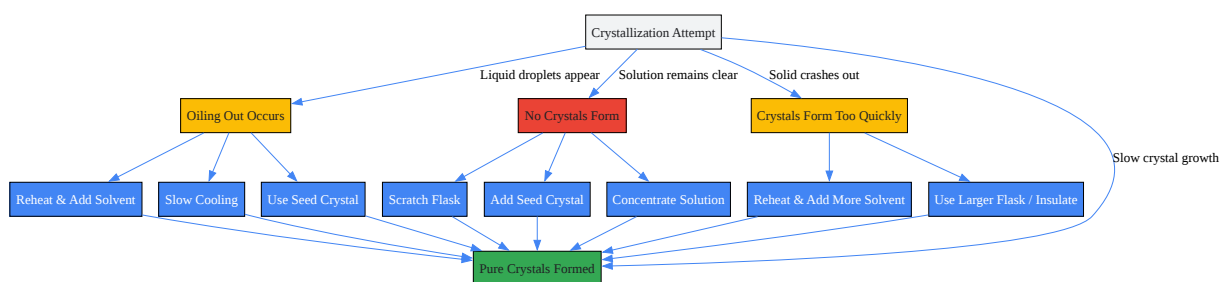 Crystallization Attempt
Liquid droplets appear
Solution remains clear
Solid crashes out
Oiling Out Occurs
No Crystals Form
Crystals Form Too Quickly
Slow crystal growth
Reheat & Add Solvent
Slow Cooling
Use Seed Crystal
Scratch Flask
Add Seed Crystal
Concentrate Solution
Reheat & Add More Solvent
Use Larger Flask / Insulate
Pure Crystals Formed